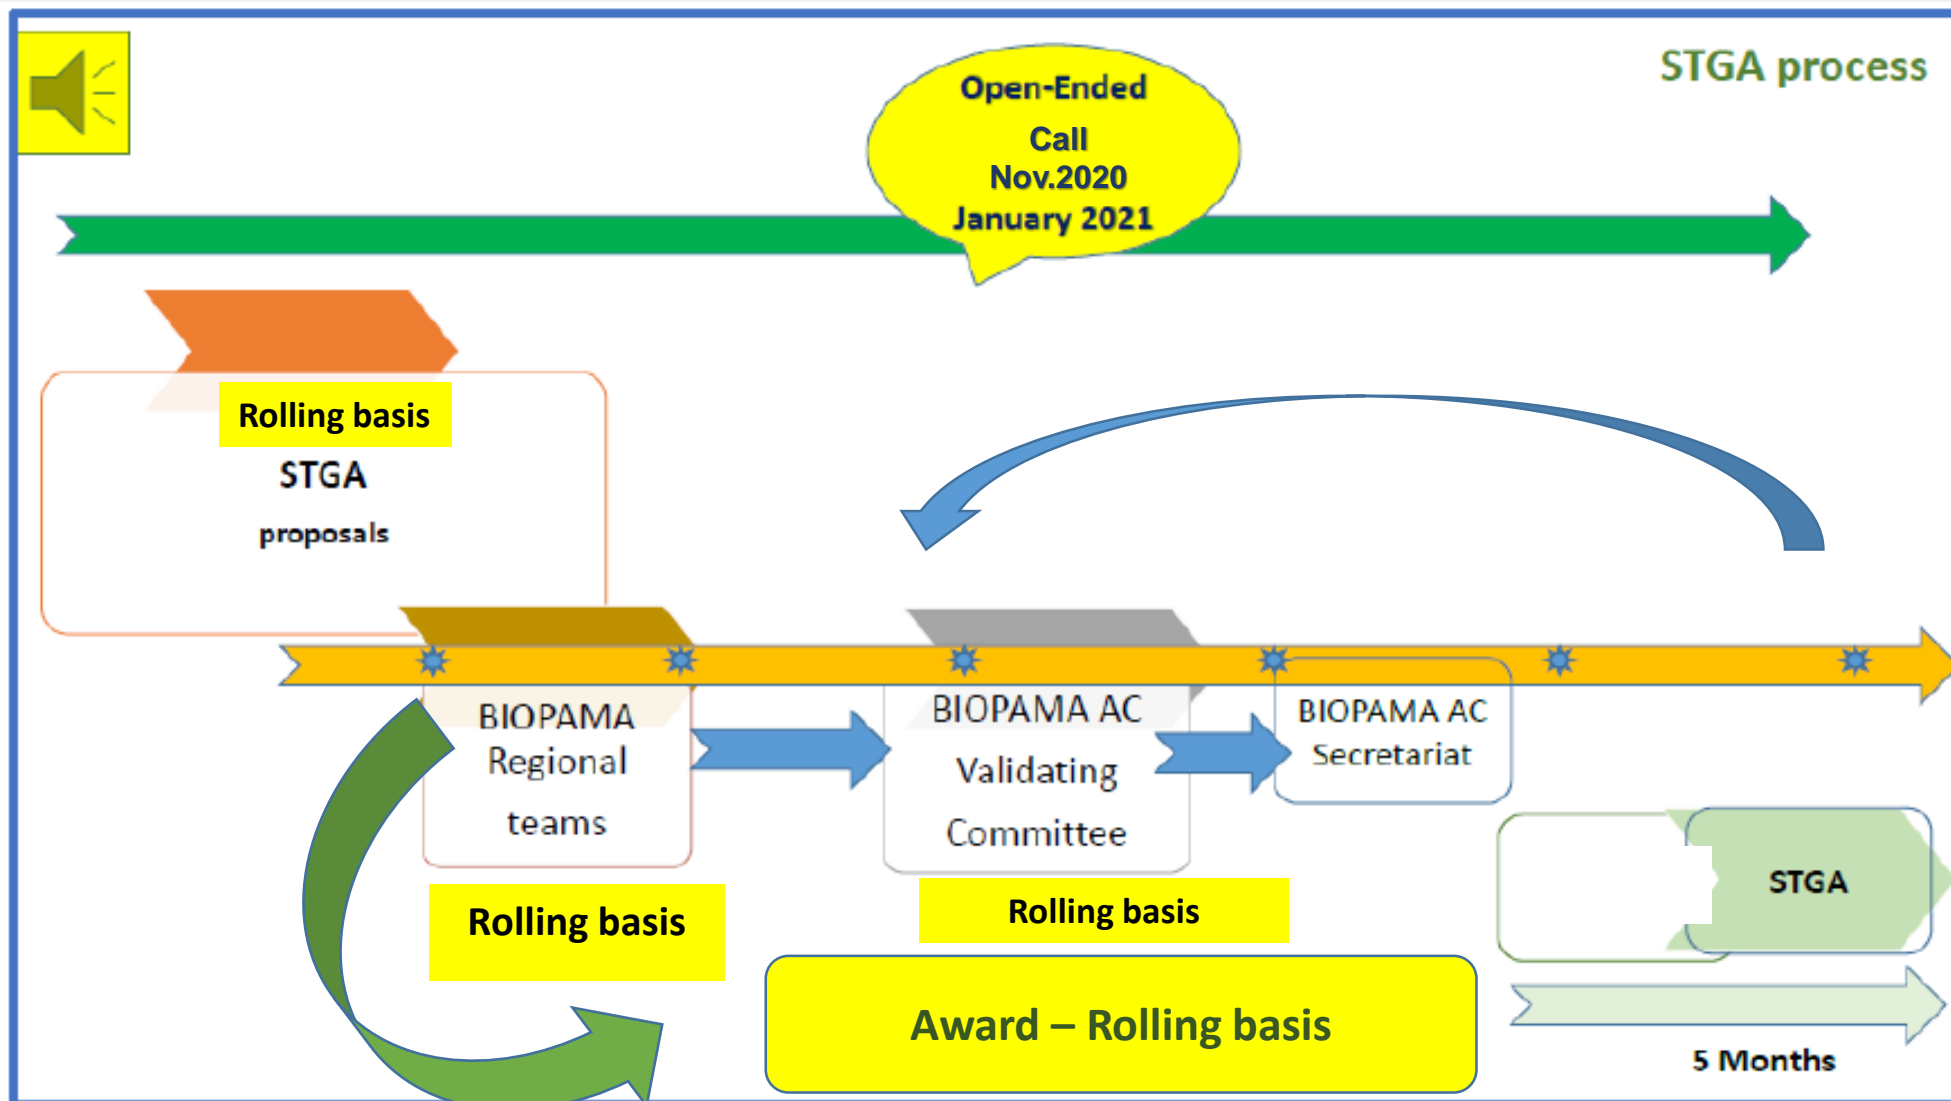 STGA process
Open-Ended
Call
Nov.2020
January 2021
Rolling basis
STGA
proposals
BIOPAMA
Regional
teams
Rolling basis
BIOPAMA AC
Validating
Committee
Rolling basis
BIOPAMA AC
Secretariat
Award – Rolling basis
STGA
5 Months